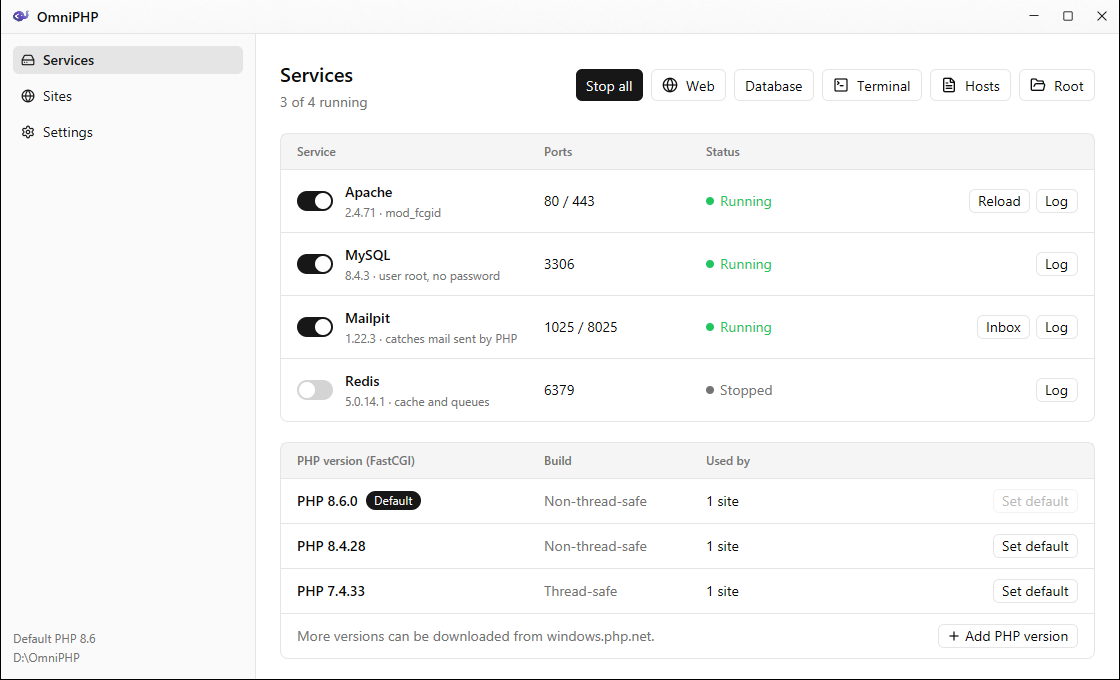 OmniPHP
Services
Sites
Settings
Default PHP 8.6
D:\OmniPHP
Services
3 of 4 running
Stop all
Web
Database
Terminal
Hosts
Root
Service Ports Status
Apache
2.4.71 · mod_fcgid
80 / 443
Running
Reload
Log
MySQL
8.4.3 · user root, no password
3306
Running
Log
Mailpit
1.22.3 · catches mail sent by PHP
1025 / 8025
Running
Inbox
Log
Redis
5.0.14.1 · cache and queues
6379
Stopped
Log
PHP version (FastCGI) Build Used by
PHP 8.6.0 Default Non-thread-safe 1 site Set default
PHP 8.4.28 Non-thread-safe 1 site Set default
PHP 7.4.33 Thread-safe 1 site Set default
More versions can be downloaded from windows.php.net.
+ Add PHP version